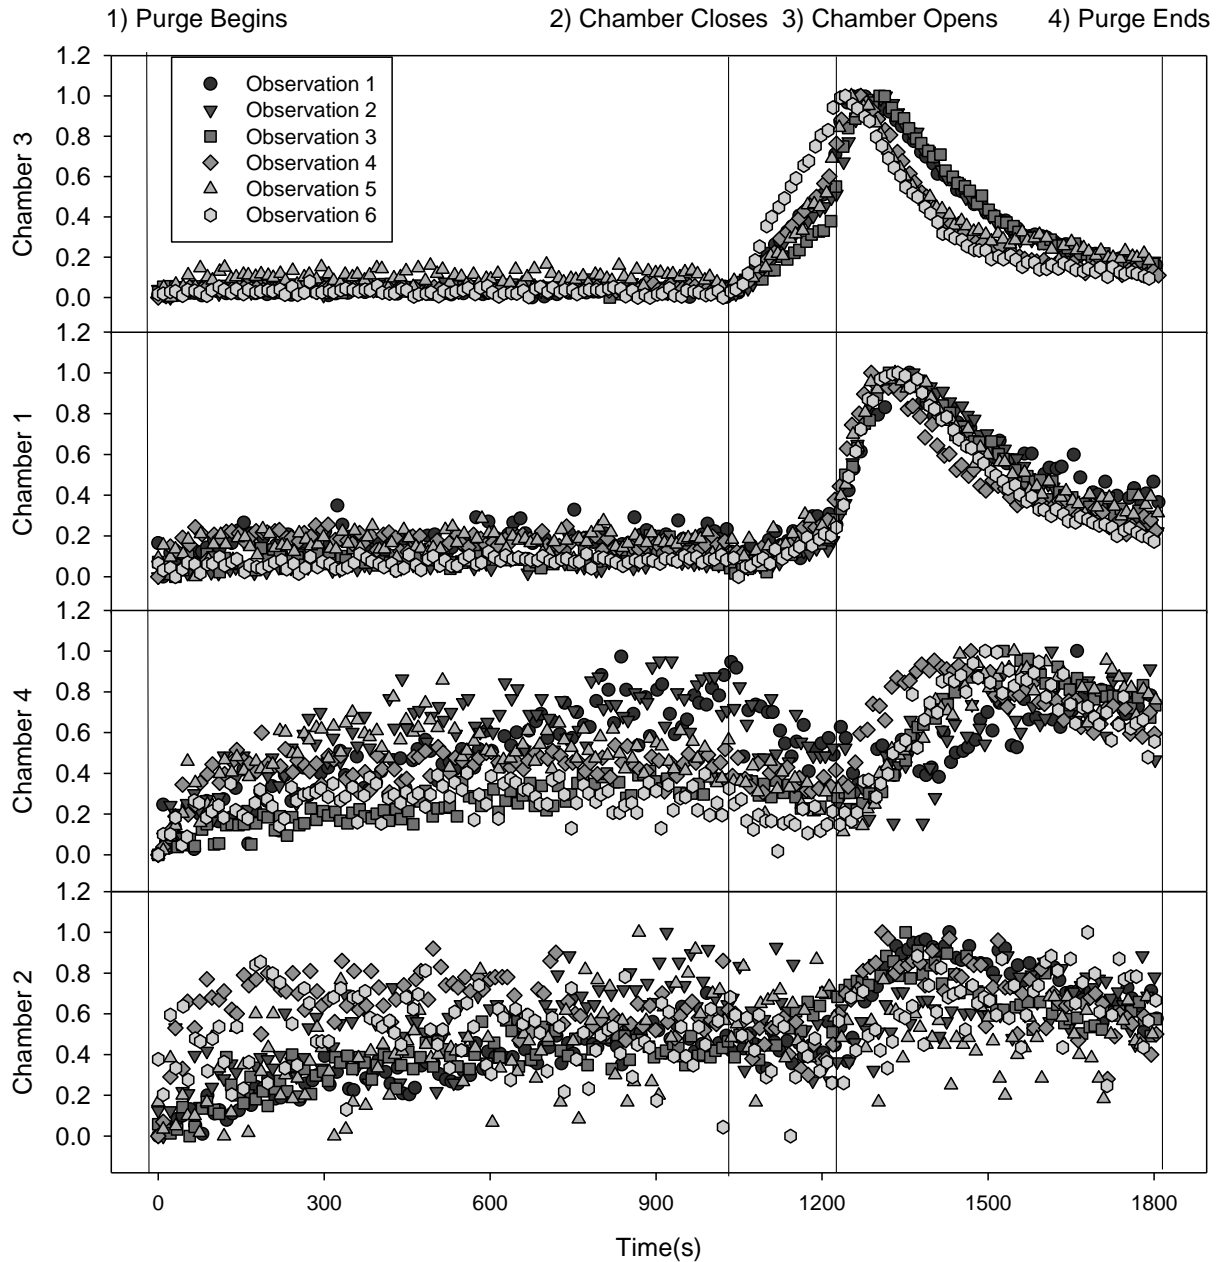 1) Purge Begins 2) Chamber Closes 3) Chamber Opens 4) Purge Ends
1.2
1.0
0.8
0.6
0.4
0.2
0.0
Chamber 3
Observation 1
Observation 2
Observation 3
Observation 4
Observation 5
Observation 6
1.2
1.0
0.8
0.6
0.4
0.2
0.0
Chamber 1
1.2
1.0
0.8
0.6
0.4
0.2
0.0
Chamber 4
1.2
1.0
0.8
0.6
0.4
0.2
0.0
Chamber 2
0 300 600 900 1200 1500 1800
Time(s)